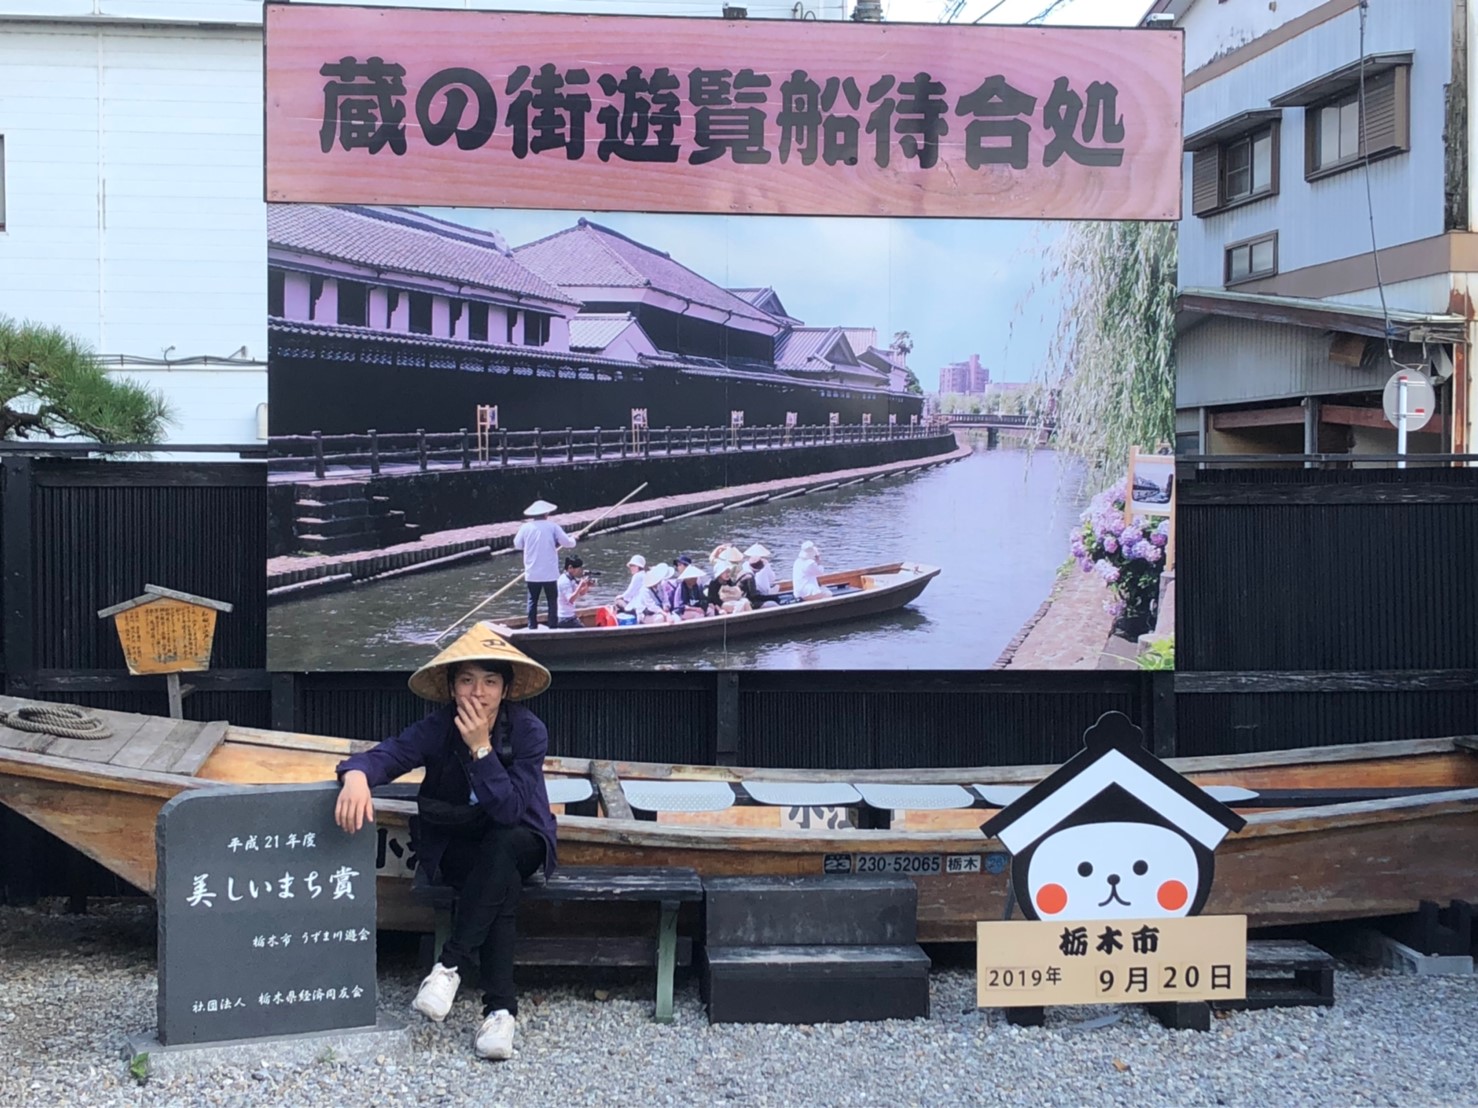 蔵の街遊覧船待合処
平成21年度
美しいまち賞
栃木市 うずま川遊会
社団法人 栃木県経済同友会
小江
23 230-52065 栃木
栃木市
2019年 9月20日